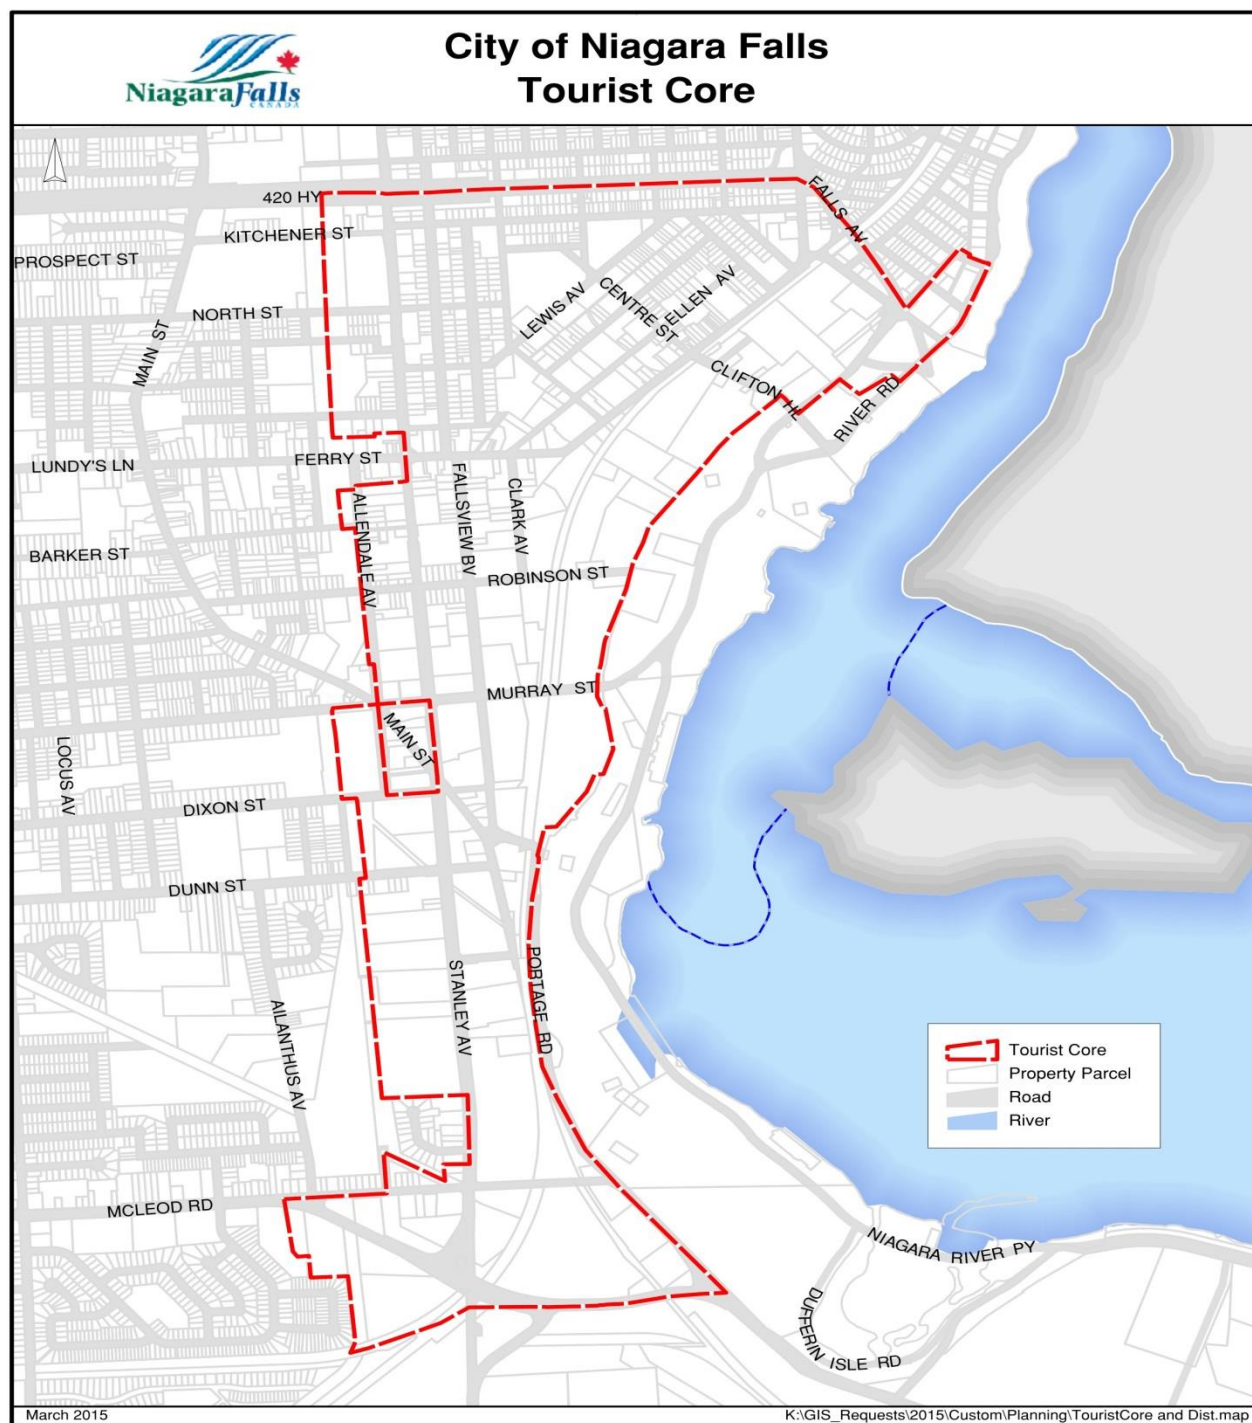 City of Niagara Falls
Tourist Core
NiagaraFalls
CANADA
420 HY
FALLS AV
KITCHENER ST
PROSPECT ST
NORTH ST
LEWIS AV
CENTRE ST
ELLEN AV
MAIN ST
CLIFTON HL
RIVER RD
LUNDY'S LN
FERRY ST
ALLENDALE AV
FALLSVIEW BV
CLARK AV
BARKER ST
ROBINSON ST
MURRAY ST
MAIN ST
LOCUS AV
DIXON ST
DUNN ST
PORTAGE RD
STANLEY AV
AILANTHUS AV
Tourist Core
Property Parcel
Road
River
MCLEOD RD
NIAGARA RIVER PY
DUFFERIN ISLE RD
March 2015
K:\GIS_Requests\2015\Custom\Planning\TouristCore and Dist.map